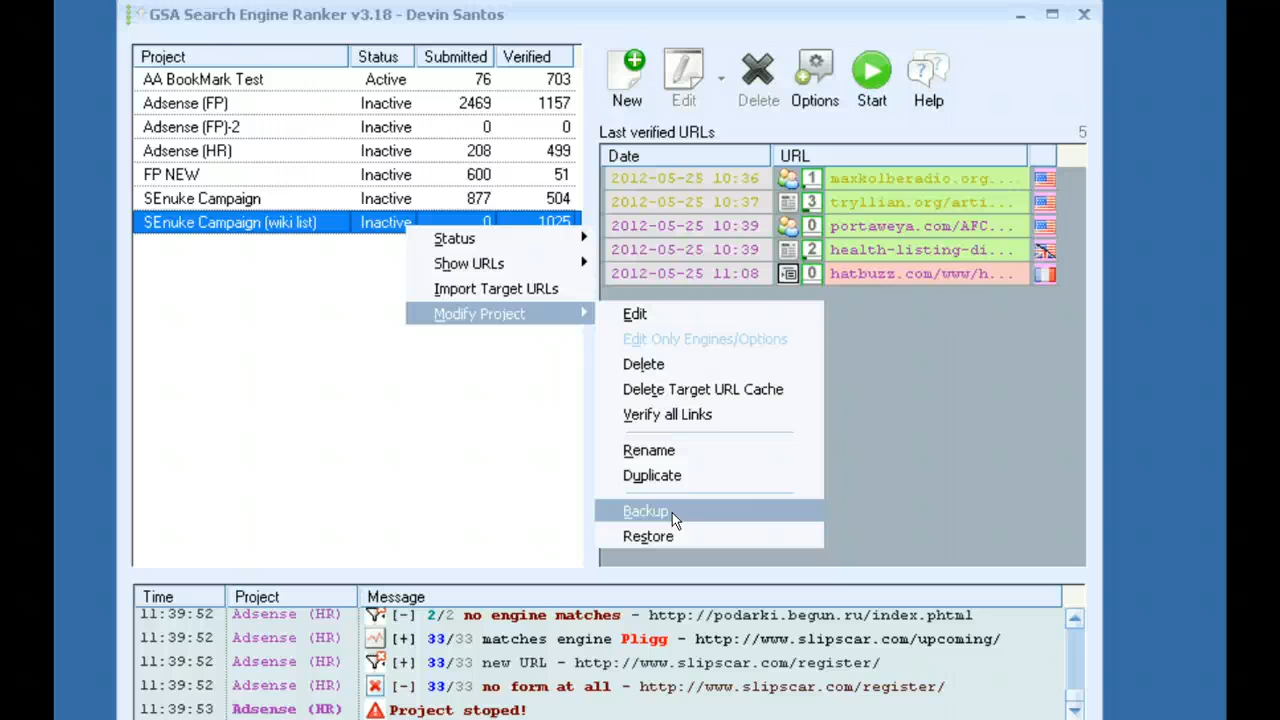 GSA Search Engine Ranker v3.18 - Devin Santos
Project Status Submitted Verified
AA BookMark Test Active 76 703
Adsense (FP) Inactive 2469 1157
Adsense (FP)-2 Inactive 0 0
Adsense (HR) Inactive 208 499
FP NEW Inactive 600 51
SEnuke Campaign Inactive 877 504
SEnuke Campaign (wiki list) Inactive 0 1025
New Edit Delete Options Start Help
Last verified URLs 5
Date URL
2012-05-25 10:36 1 maxkolberadio.org...
2012-05-25 10:37 3 tryllian.org/arti...
2012-05-25 10:39 0 portaweya.com/AFC...
2012-05-25 10:39 2 health-listing-di...
2012-05-25 11:08 0 hatbuzz.com/www/h...
Status
Show URLs
Import Target URLs
Modify Project
Edit
Edit Only Engines/Options
Delete
Delete Target URL Cache
Verify all Links
Rename
Duplicate
Backup
Restore
Time Project Message
11:39:52 Adsense (HR) [-] 2/2 no engine matches - http://podarki.begun.ru/index.phtml
11:39:52 Adsense (HR) [+] 33/33 matches engine Pligg - http://www.slipscar.com/upcoming/
11:39:52 Adsense (HR) [+] 33/33 new URL - http://www.slipscar.com/register/
11:39:52 Adsense (HR) [-] 33/33 no form at all - http://www.slipscar.com/register/
11:39:53 Adsense (HR) Project stoped!